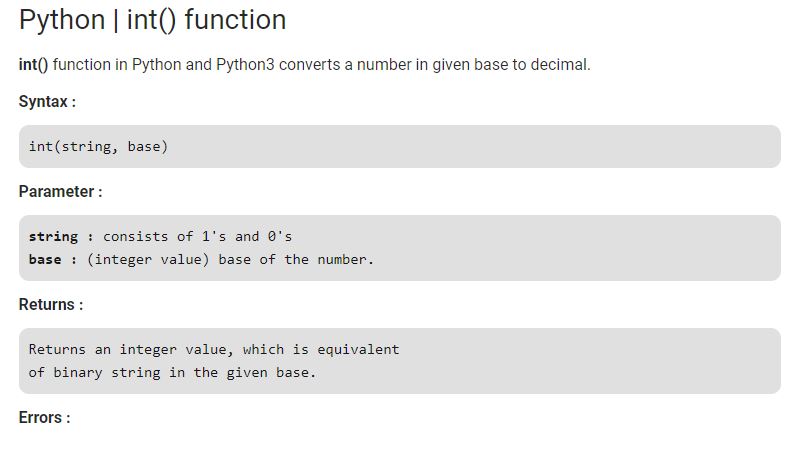 Python | int() function
int() function in Python and Python3 converts a number in given base to decimal.
Syntax :
int(string, base)
Parameter :
string : consists of 1's and 0's
base : (integer value) base of the number.
Returns :
Returns an integer value, which is equivalent
of binary string in the given base.
Errors :